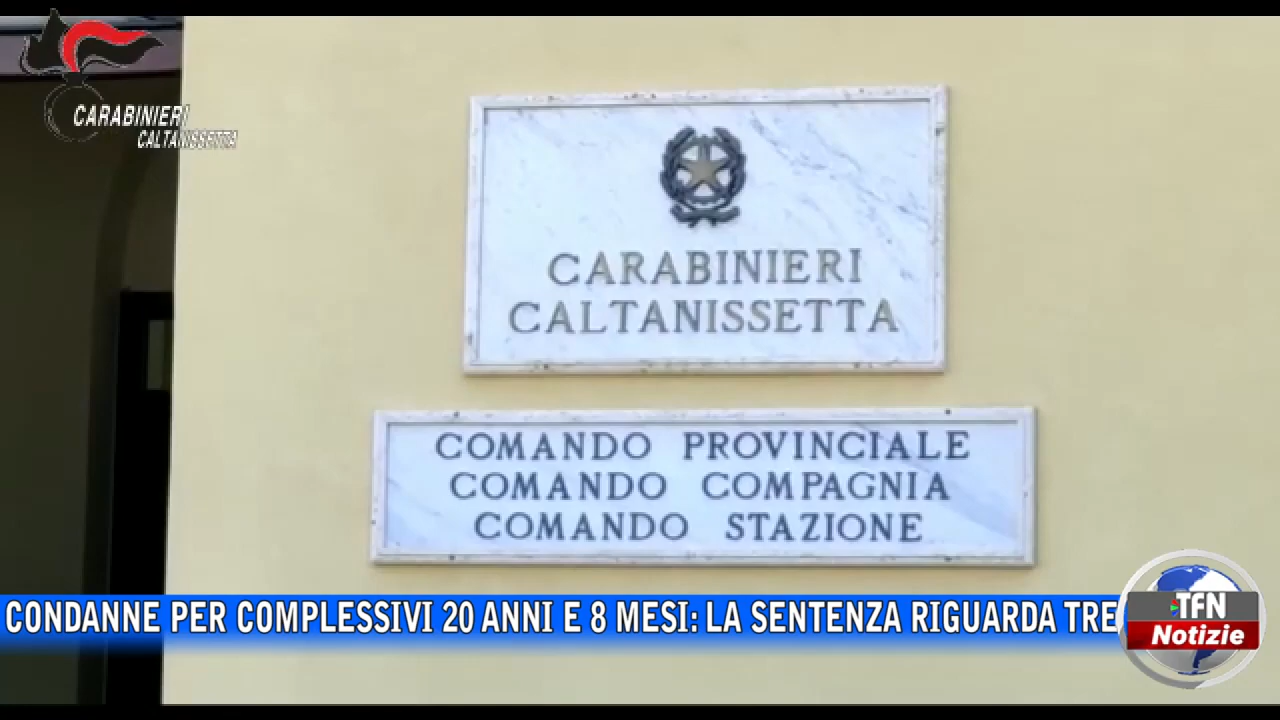 CARABINIERI
CALTANISSETTA
CARABINIERI
CALTANISSETTA
COMANDO PROVINCIALE
COMANDO COMPAGNIA
COMANDO STAZIONE
CONDANNE PER COMPLESSIVI 20 ANNI E 8 MESI: LA SENTENZA RIGUARDA TRE
TFN
Notizie